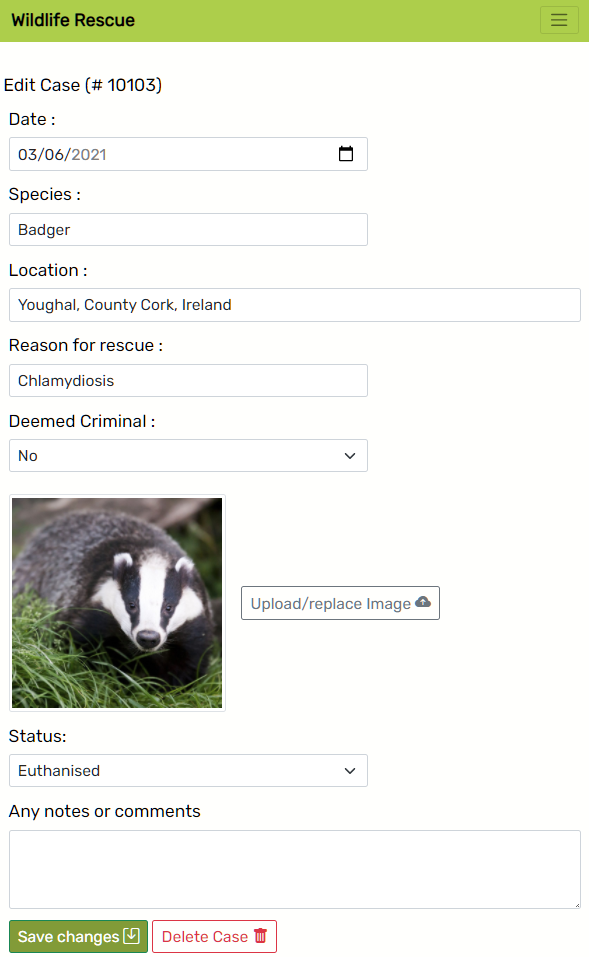 Wildlife Rescue
Edit Case (# 10103)
Date :
03/06/2021
Species :
Badger
Location :
Youghal, County Cork, Ireland
Reason for rescue :
Chlamydiosis
Deemed Criminal :
No
Upload/replace Image
Status:
Euthanised
Any notes or comments
Save changes Delete Case